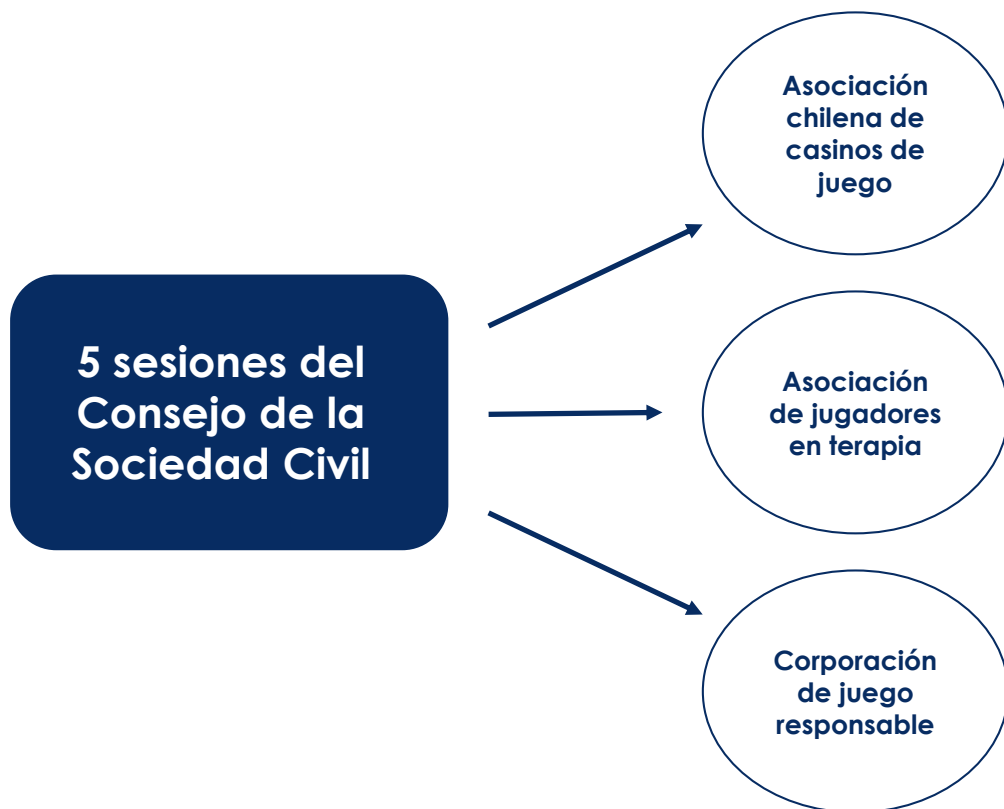 5 sesiones del
Consejo de la
Sociedad Civil
Asociación
chilena de
casinos de
juego
Asociación
de jugadores
en terapia
Corporación
de juego
responsable